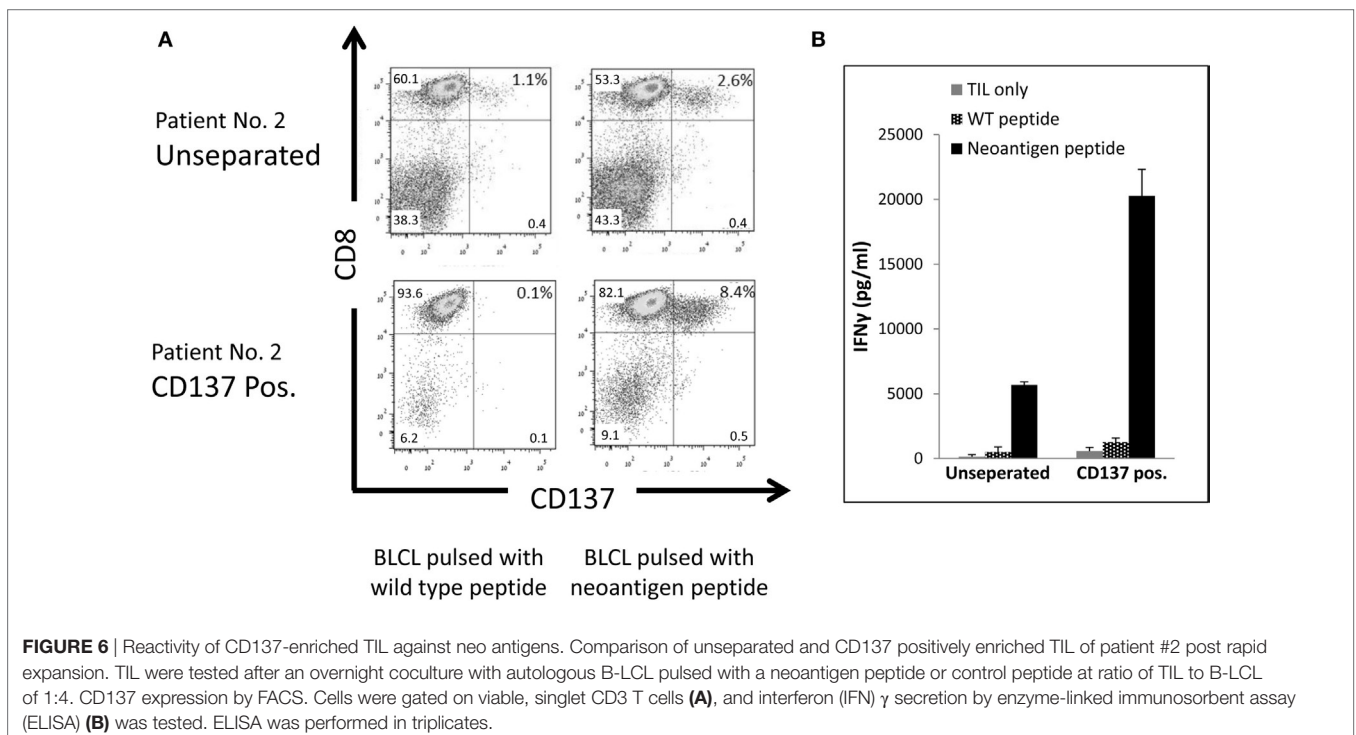 A
B
60.1
1.1%
38.3
0.4
53.3
2.6%
43.3
0.4
Patient No. 2
Unseparated
93.6
0.1%
6.2
0.1
82.1
8.4%
9.1
0.5
Patient No. 2
CD137 Pos.
CD8
CD137
BLCL pulsed with
wild type peptide
BLCL pulsed with
neoantigen peptide
TIL only
WT peptide
Neoantigen peptide
25000
20000
15000
10000
5000
0
IFNγ (pg/ml)
Unseperated
CD137 pos.
FIGURE 6 | Reactivity of CD137-enriched TIL against neo antigens. Comparison of unseparated and CD137 positively enriched TIL of patient #2 post rapid
expansion. TIL were tested after an overnight coculture with autologous B-LCL pulsed with a neoantigen peptide or control peptide at ratio of TIL to B-LCL
of 1:4. CD137 expression by FACS. Cells were gated on viable, singlet CD3 T cells (A), and interferon (IFN) γ secretion by enzyme-linked immunosorbent assay
(ELISA) (B) was tested. ELISA was performed in triplicates.